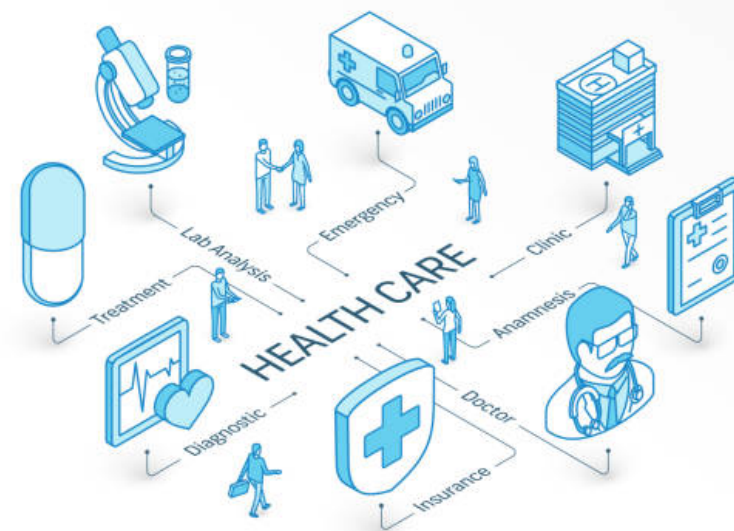 Lab Analysis
Emergency
Clinic
Treatment
HEALTH CARE
Anamnesis
Diagnostic
Doctor
Insurance
H